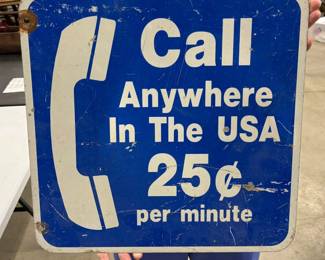 Call
Anywhere
In The USA
25¢
per minute